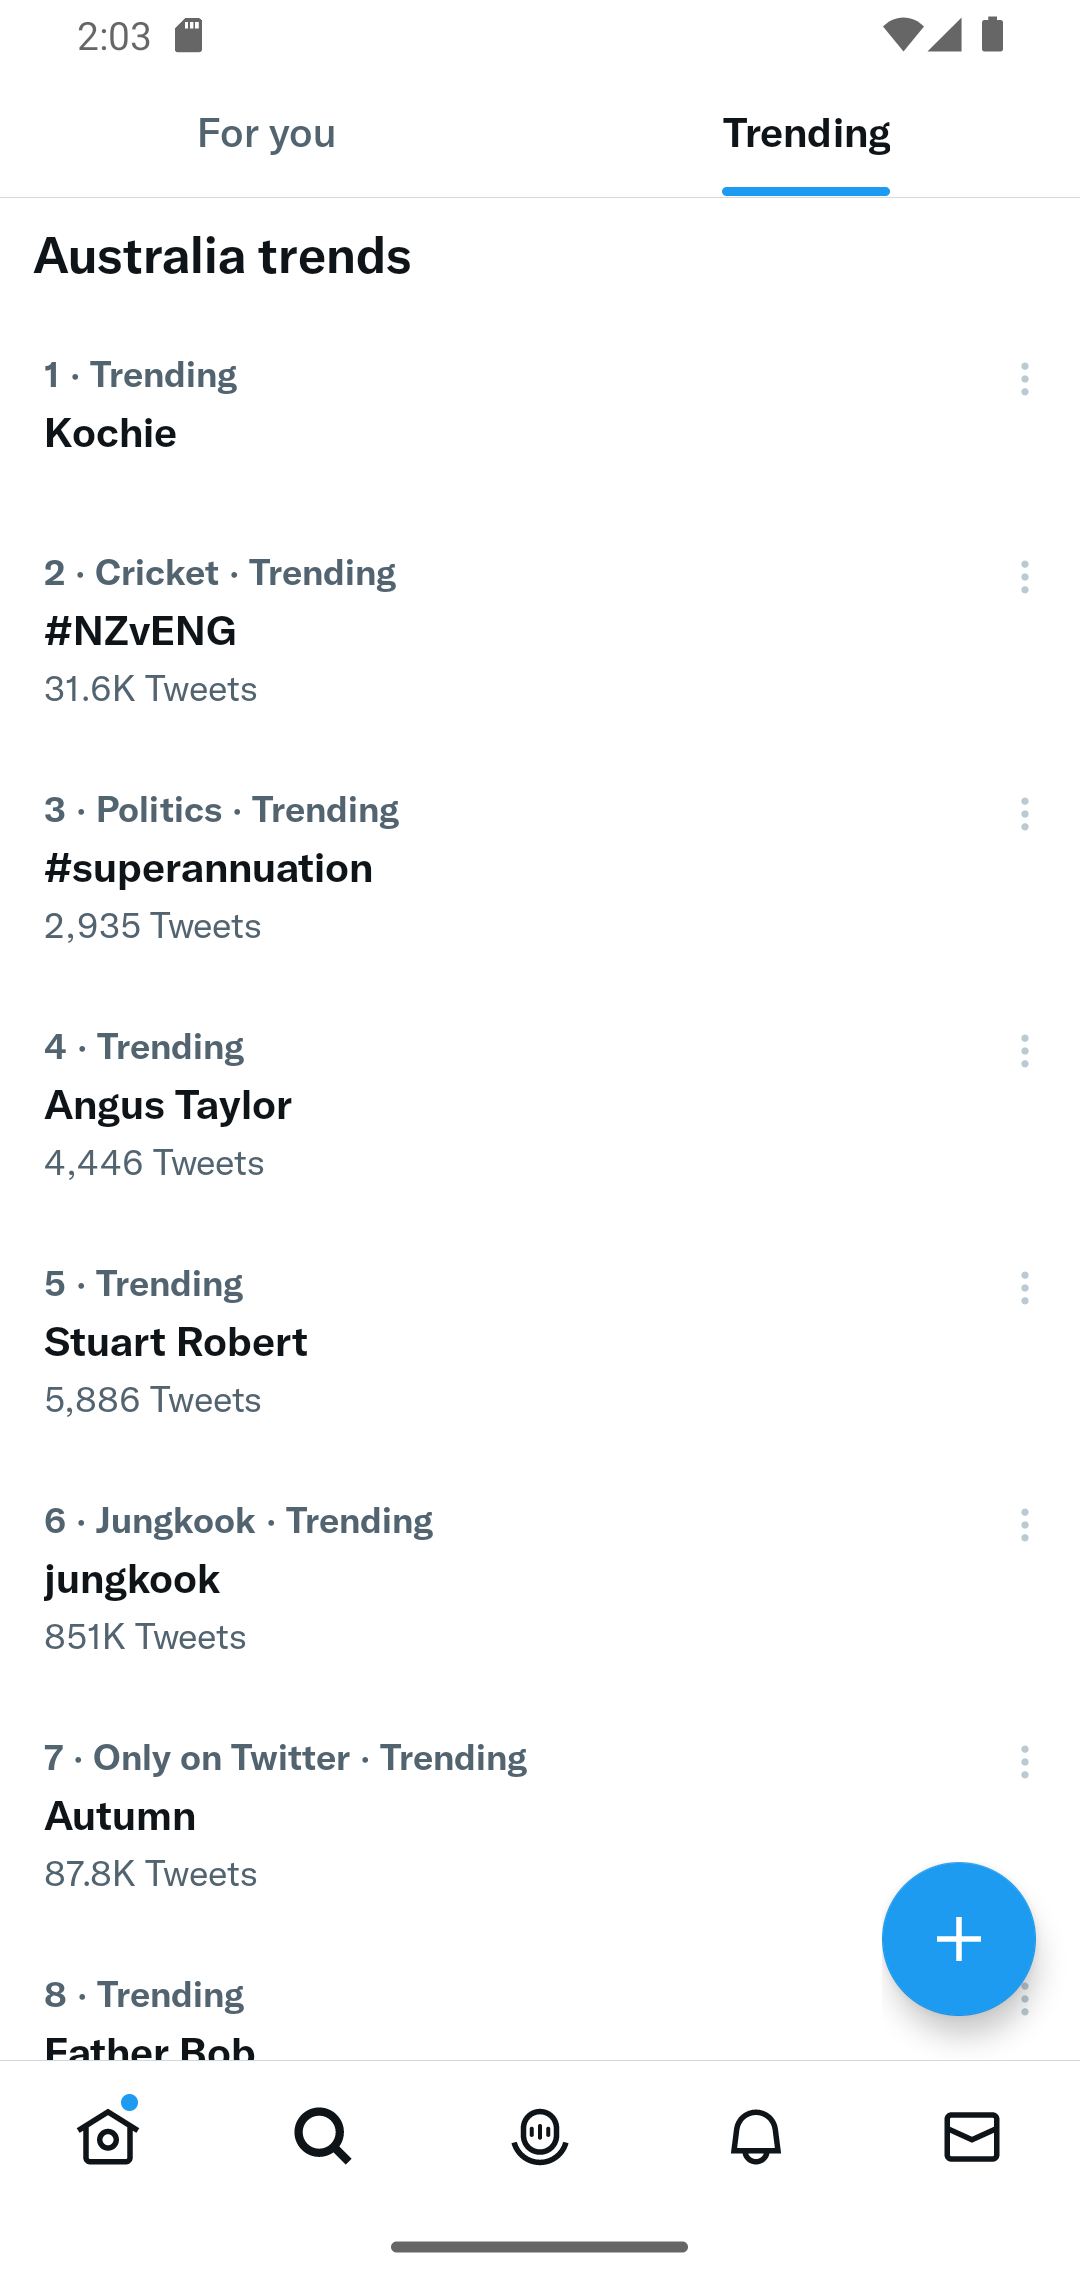 2:03
For you
Trending
Australia trends
1 · Trending
Kochie
2 · Cricket · Trending
#NZvENG
31.6K Tweets
3 · Politics · Trending
#superannuation
2,935 Tweets
4 · Trending
Angus Taylor
4,446 Tweets
5 · Trending
Stuart Robert
5,886 Tweets
6 · Jungkook · Trending
jungkook
851K Tweets
7 · Only on Twitter · Trending
Autumn
87.8K Tweets
8 · Trending
Father Bob